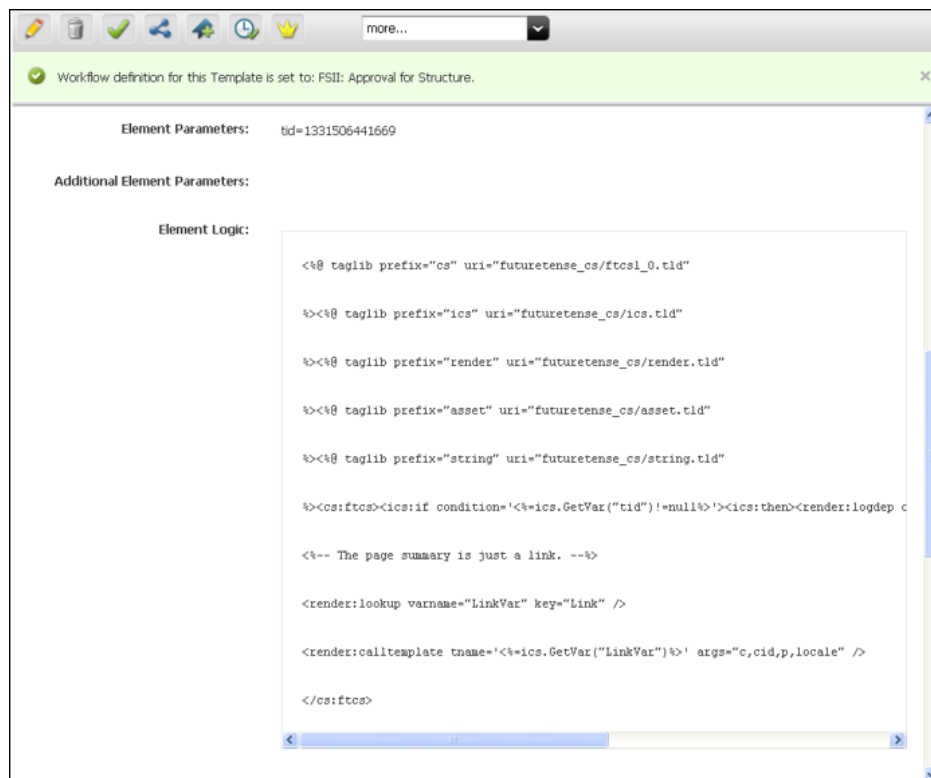 more...
Workflow definition for this Template is set to: FSII: Approval for Structure.
Element Parameters: tid=1331506441669
Additional Element Parameters:
Element Logic:
<%@ taglib prefix="cs" uri="futuretense_cs/ftcs1_0.tld"
%><%@ taglib prefix="ics" uri="futuretense_cs/ics.tld"
%><%@ taglib prefix="render" uri="futuretense_cs/render.tld"
%><%@ taglib prefix="asset" uri="futuretense_cs/asset.tld"
%><%@ taglib prefix="string" uri="futuretense_cs/string.tld"
%><cs:ftcs><ics:if condition='<%=ics.GetVar("tid")!=null%>'><ics:then><render:logdep c
<%-- The page summary is just a link. --%>
<render:lookup varname="LinkVar" key="Link" />
<render:calltemplate tname='<%=ics.GetVar("LinkVar")%>' args="c,cid,p,locale" />
</cs:ftcs>